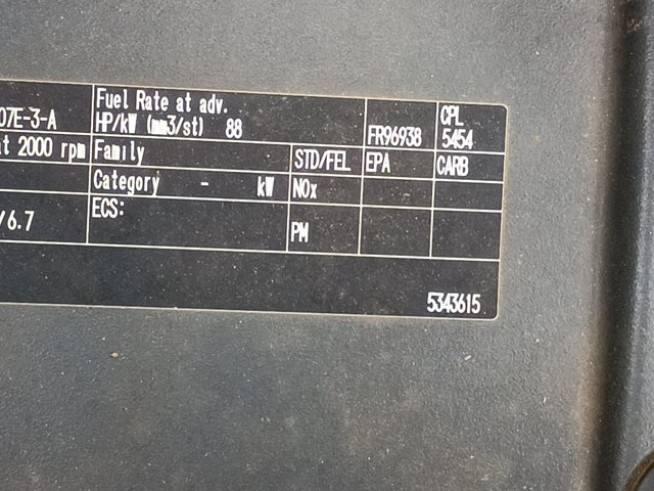 07E-3-A
Fuel Rate at adv.
HP/kW (mm3/st) 88
FR96938
CPL
5454
at 2000 rpm
Family
STD/FEL
EPA
CARB
Category - kW
NOx
/6.7
ECS:
PM
5343615